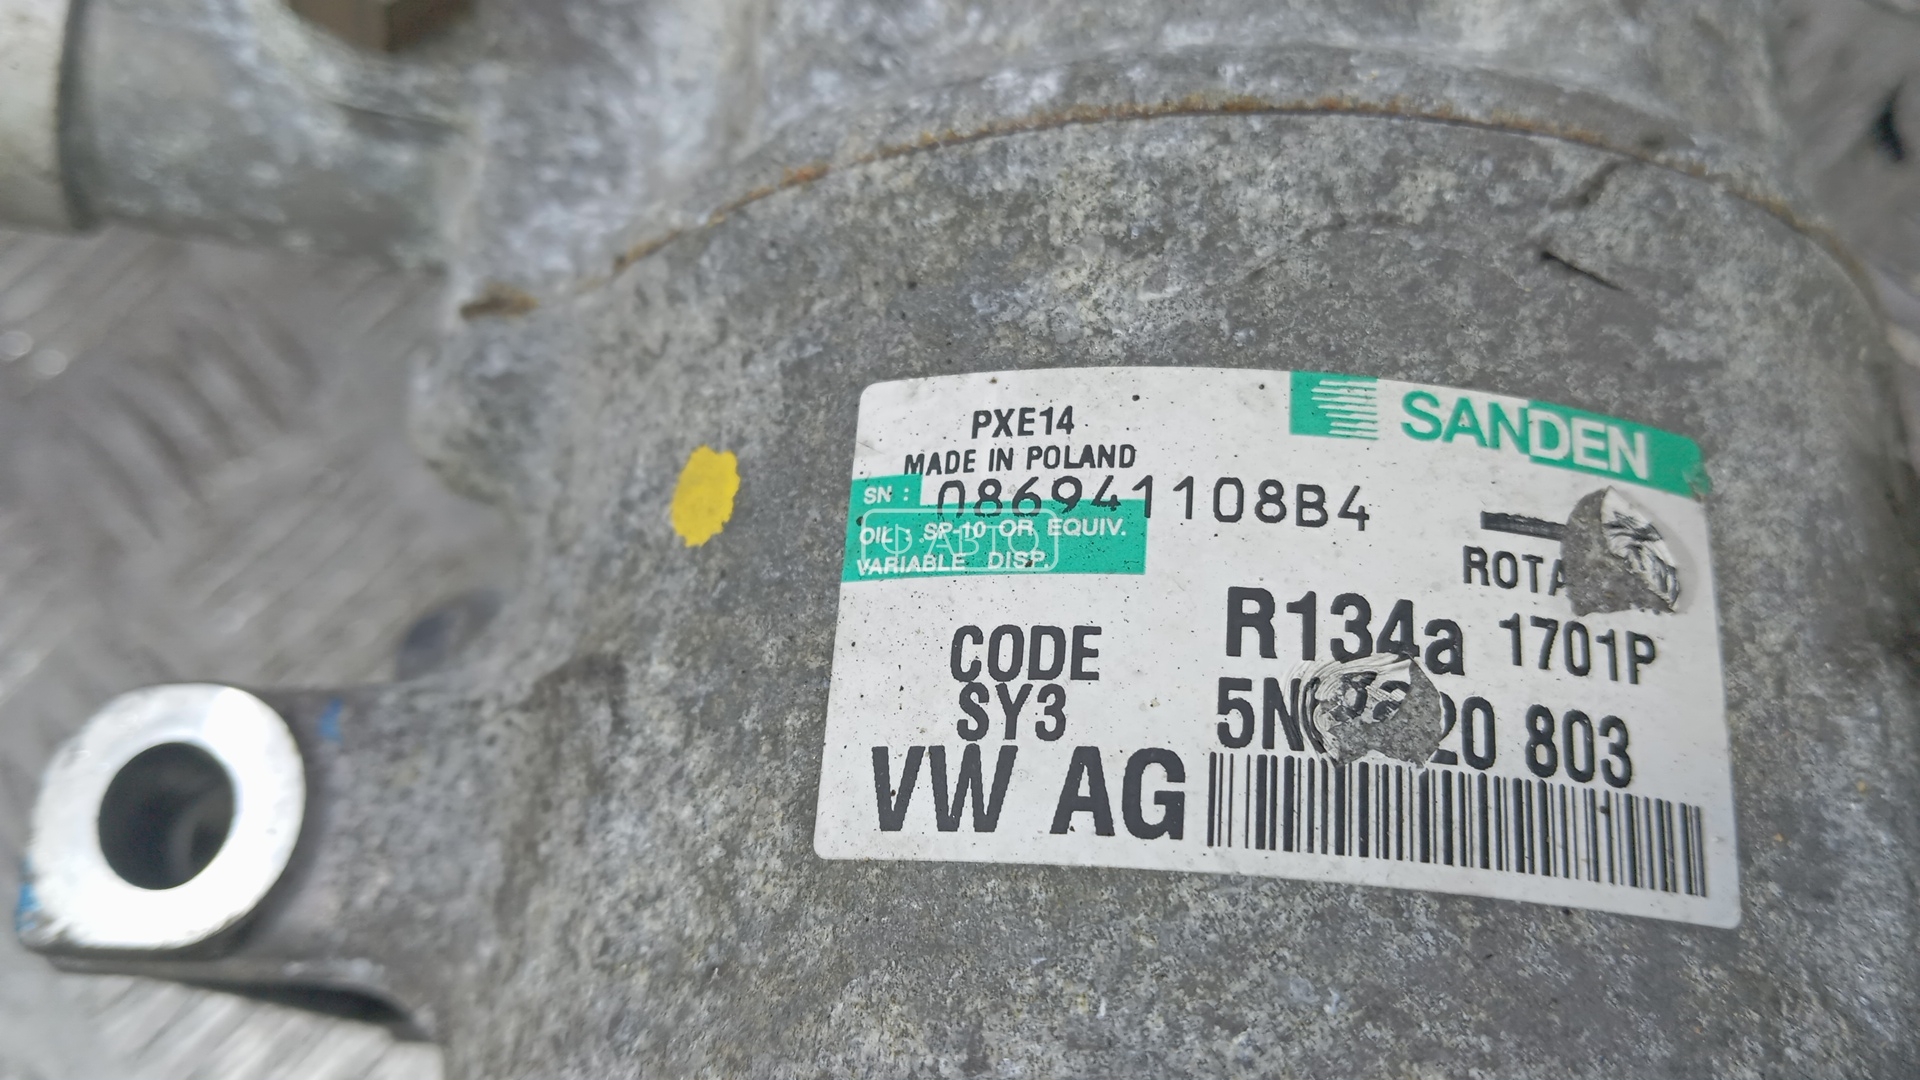 SANDEN
PXE14
MADE IN POLAND
SN : 086941108B4
OIL : SP-10 OR EQUIV.
VARIABLE DISP.
Ф АВТО
R134a 1701P
CODE
SY3
803
VW AG